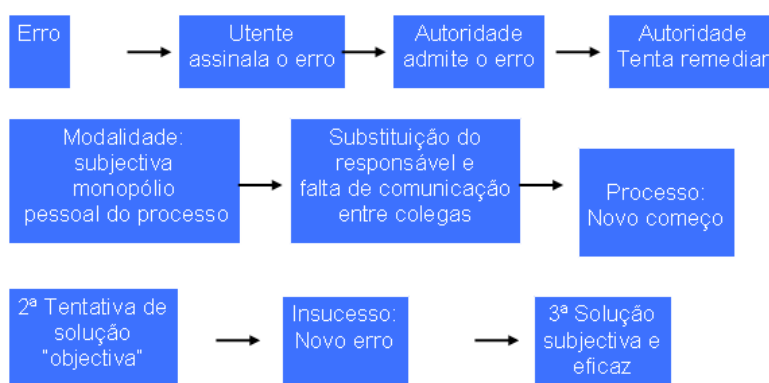 Erro
Utente
assinala o erro
Autoridade
admite o erro
Autoridade
Tenta remediar
Modalidade:
subjectiva
monopólio
pessoal do processo
Substituição do
responsável e
falta de comunicação
entre colegas
Processo:
Novo começo
2ª Tentativa de
solução
"objectiva"
Insucesso:
Novo erro
3ª Solução
subjectiva e
eficaz